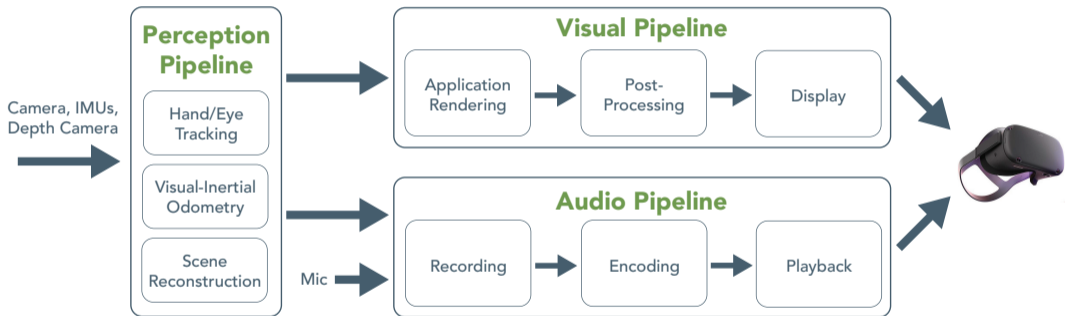 Camera, IMUs,
Depth Camera
Perception
Pipeline
Hand/Eye
Tracking
Visual-Inertial
Odometry
Scene
Reconstruction
Visual Pipeline
Application
Rendering
Post-
Processing
Display
Mic
Audio Pipeline
Recording
Encoding
Playback